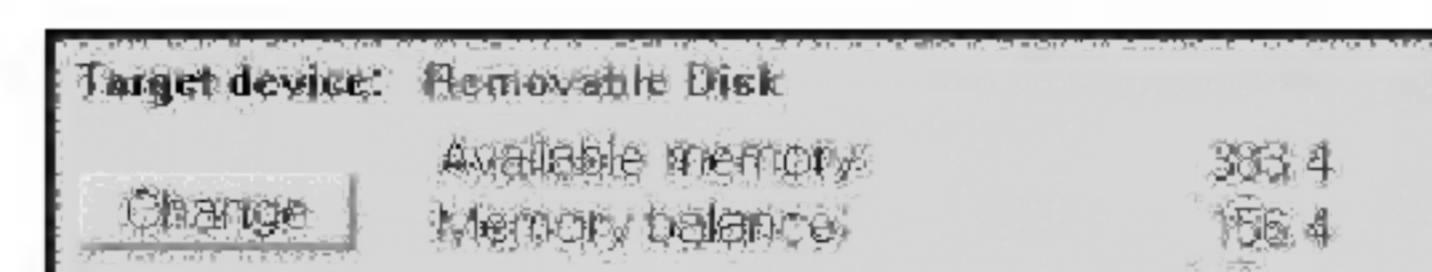 Target device: Removable Disk
Available memory: 383.4
Change
Memory balance: 156.4